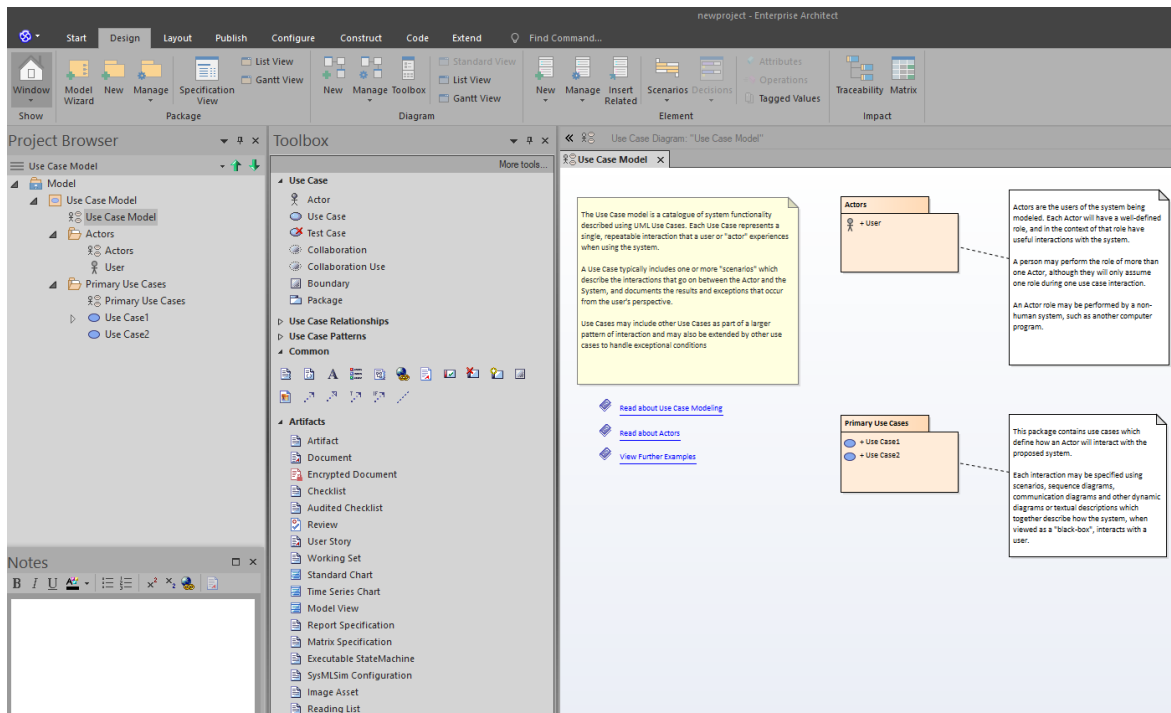 newproject - Enterprise Architect
Start Design Layout Publish Configure Construct Code Extend Find Command...
List View
Gantt View
Standard View
List View
Gantt View
Attributes
Operations
Tagged Values
Window
Model Wizard
New
Manage
Specification View
New
Manage
Toolbox
New
Manage
Insert Related
Scenarios
Decisions
Traceability
Matrix
Show
Package
Diagram
Element
Impact
Project Browser
Use Case Model
Model
Use Case Model
Use Case Model
Actors
Actors
User
Primary Use Cases
Primary Use Cases
Use Case1
Use Case2
Notes
B I U A x² x₂
Toolbox
More tools...
Use Case
Actor
Use Case
Test Case
Collaboration
Collaboration Use
Boundary
Package
Use Case Relationships
Use Case Patterns
Common
Artifacts
Artifact
Document
Encrypted Document
Checklist
Audited Checklist
Review
User Story
Working Set
Standard Chart
Time Series Chart
Model View
Report Specification
Matrix Specification
Executable StateMachine
SysMLSim Configuration
Image Asset
Reading List
Use Case Diagram: "Use Case Model"
Use Case Model
The Use Case model is a catalogue of system functionality
described using UML Use Cases. Each Use Case represents a
single, repeatable interaction that a user or "actor" experiences
when using the system.
A Use Case typically includes one or more "scenarios" which
describe the interactions that go on between the Actor and the
System, and documents the results and exceptions that occur
from the user's perspective.
Use Cases may include other Use Cases as part of a larger
pattern of interaction and may also be extended by other use
cases to handle exceptional conditions
Read about Use Case Modeling
Read about Actors
View Further Examples
Actors
+ User
Actors are the users of the system being
modeled. Each Actor will have a well-defined
role, and in the context of that role have
useful interactions with the system.
A person may perform the role of more than
one Actor, although they will only assume
one role during one use case interaction.
An Actor role may be performed by a non-
human system, such as another computer
program.
Primary Use Cases
+ Use Case1
+ Use Case2
This package contains use cases which
define how an Actor will interact with the
proposed system.
Each interaction may be specified using
scenarios, sequence diagrams,
communication diagrams and other dynamic
diagrams or textual descriptions which
together describe how the system, when
viewed as a "black-box", interacts with a
user.